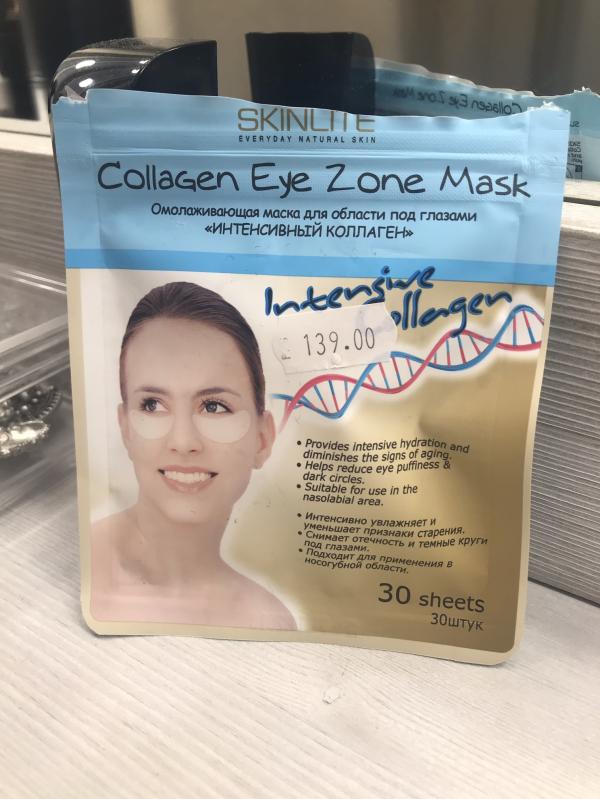 SKINLITE
EVERYDAY NATURAL SKIN
Collagen Eye Zone Mask
Омолаживающая маска для области под глазами
«ИНТЕНСИВНЫЙ КОЛЛАГЕН»
Intensive
Collagen
139.00
• Provides intensive hydration and
diminishes the signs of aging.
• Helps reduce eye puffiness &
dark circles.
• Suitable for use in the
nasolabial area.
• Интенсивно увлажняет и
уменьшает признаки старения.
• Снимает отечность и темные круги
под глазами.
• Подходит для применения в
носогубной области.
30 sheets
30штук
Collagen Eye Zone Mask